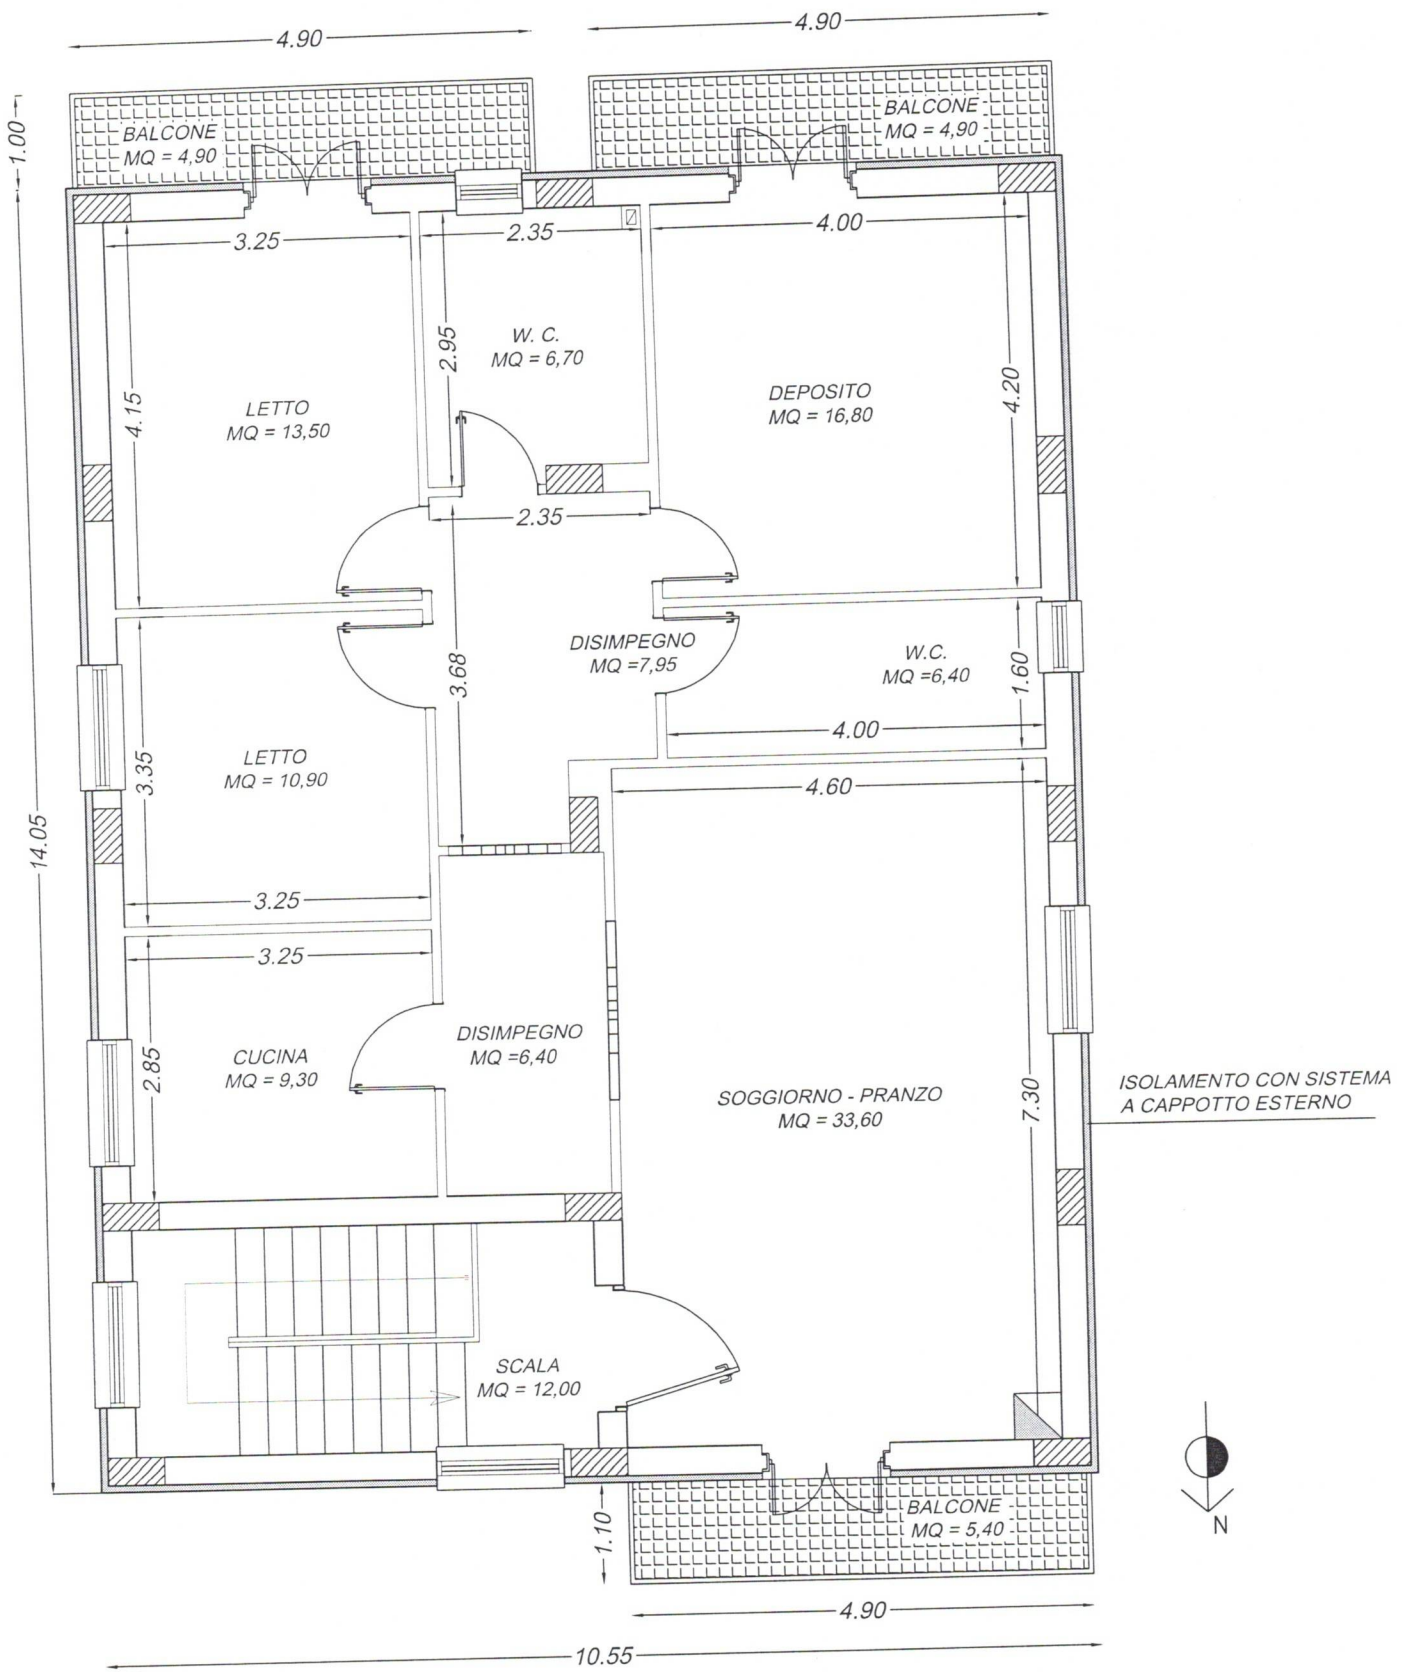 4.90
4.90
1.00
BALCONE
MQ = 4,90
BALCONE
MQ = 4,90
3.25
2.35
4.00
2.95
W. C.
MQ = 6,70
4.15
LETTO
MQ = 13,50
DEPOSITO
MQ = 16,80
4.20
2.35
3.68
DISIMPEGNO
MQ =7,95
W.C.
MQ =6,40
1.60
4.00
LETTO
MQ = 10,90
3.35
4.60
14.05
3.25
3.25
2.85
CUCINA
MQ = 9,30
DISIMPEGNO
MQ =6,40
SOGGIORNO - PRANZO
MQ = 33,60
7.30
ISOLAMENTO CON SISTEMA
A CAPPOTTO ESTERNO
SCALA
MQ = 12,00
1.10
BALCONE
MQ = 5,40
N
4.90
10.55